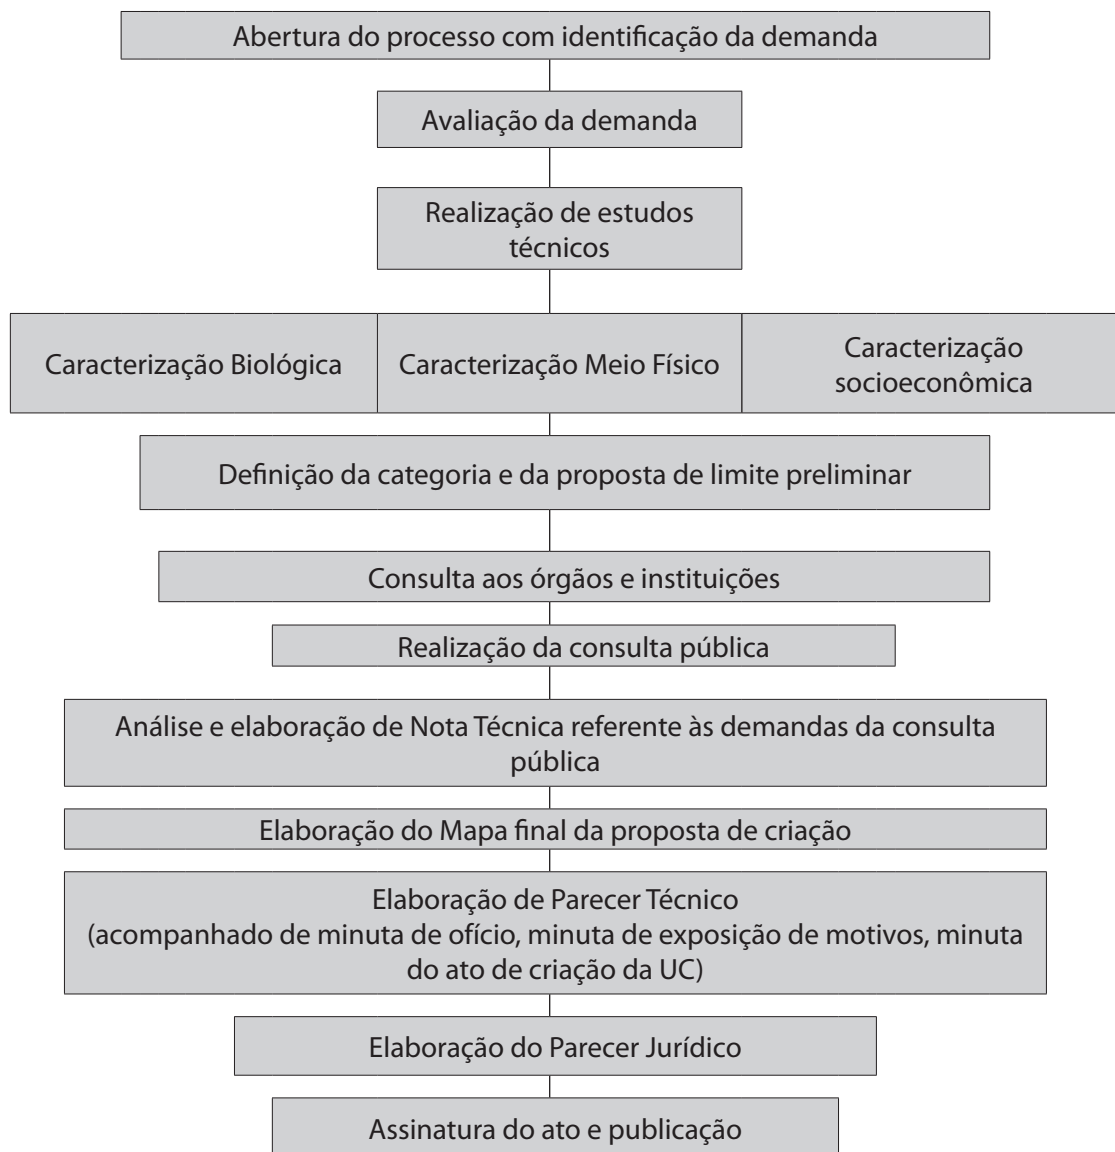 Abertura do processo com identificação da demanda
Avaliação da demanda
Realização de estudos
técnicos
Caracterização Biológica
Caracterização Meio Físico
Caracterização
socioeconômica
Definição da categoria e da proposta de limite preliminar
Consulta aos órgãos e instituições
Realização da consulta pública
Análise e elaboração de Nota Técnica referente às demandas da consulta
pública
Elaboração do Mapa final da proposta de criação
Elaboração de Parecer Técnico
(acompanhado de minuta de ofício, minuta de exposição de motivos, minuta
do ato de criação da UC)
Elaboração do Parecer Jurídico
Assinatura do ato e publicação